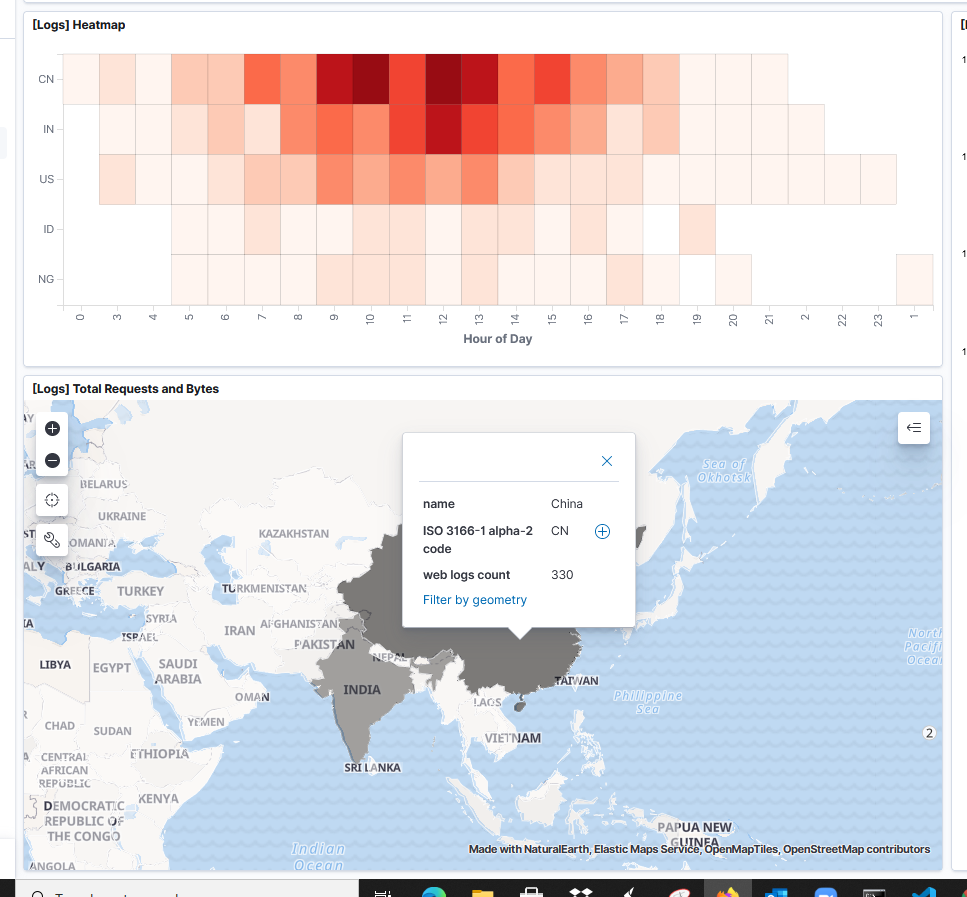 [Logs] Heatmap
CN
IN
US
ID
NG
0 3 4 5 6 7 8 9 10 11 12 13 14 15 16 17 18 19 20 21 2 22 23 1
Hour of Day
[Logs] Total Requests and Bytes
name China
ISO 3166-1 alpha-2 CN
code
web logs count 330
Filter by geometry
Sea of
Okhotsk
BELARUS
UKRAINE
KAZAKHSTAN
BULGARIA
GREECE
TURKEY
TURKMENISTAN
SYRIA
ISRAEL
IRAN
AFGHANISTAN
PAKISTAN
NEPAL
LIBYA
EGYPT
SAUDI
ARABIA
OMAN
INDIA
TAIWAN
LAOS
Philippine
Sea
YEMEN
CHAD
SUDAN
VIETNAM
2
ETHIOPIA
CENTRAL
AFRICAN
REPUBLIC
SRI LANKA
KENYA
DEMOCRATIC
REPUBLIC OF
THE CONGO
PAPUA NEW
GUINEA
Indian
Ocean
ANGOLA
Made with NaturalEarth, Elastic Maps Service, OpenMapTiles, OpenStreetMap contributors